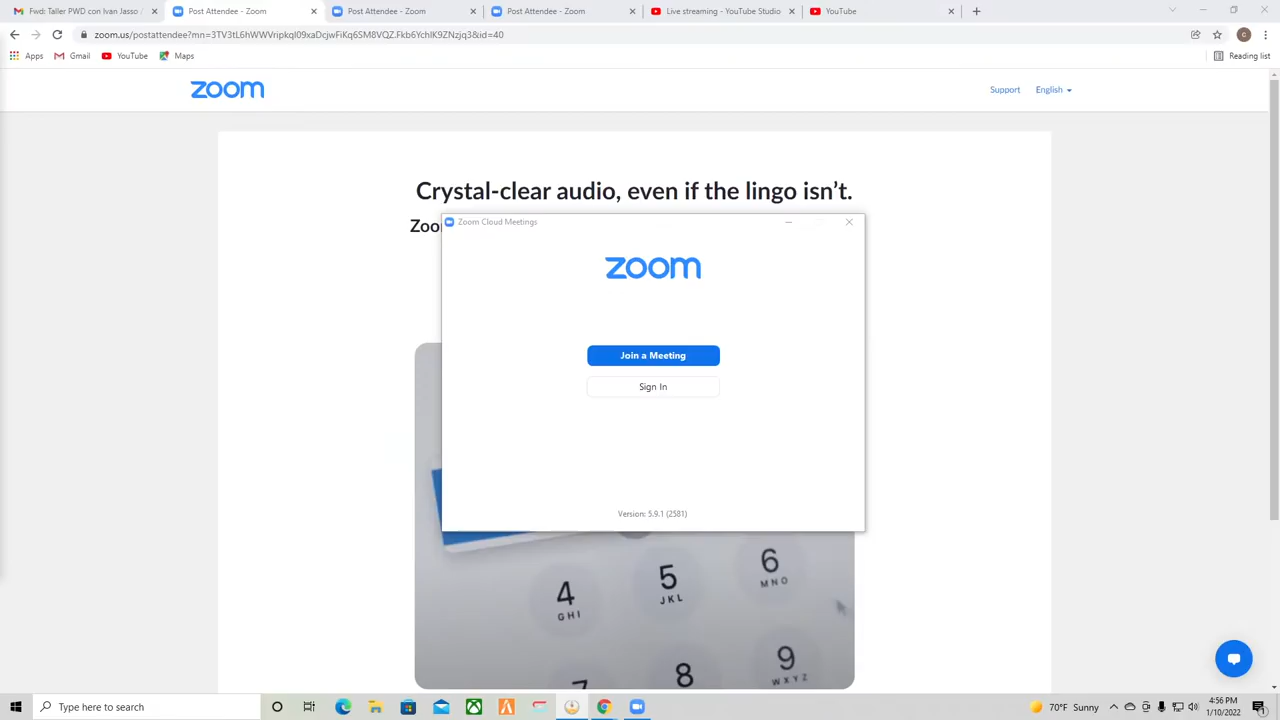 Fwd: Taller PWD con Ivan Jasso
Post Attendee - Zoom
Post Attendee - Zoom
Post Attendee - Zoom
Live streaming - YouTube Studio
YouTube
zoom.us/postattendee?mn=3TV3tL6hWWVripkqI09xaDcjwFiKq6SM8VQZ.Fkb6YchIK9ZNzjq3&id=40
C
Apps
Gmail
YouTube
Maps
Reading list
zoom
Support
English
Crystal-clear audio, even if the lingo isn't.
Zoo
Zoom Cloud Meetings
zoom
Join a Meeting
Sign In
Version: 5.9.1 (2581)
4
GHI
5
JKL
6
MNO
7
8
9
WXYZ
Type here to search
70°F Sunny
4:56 PM
1/10/2022